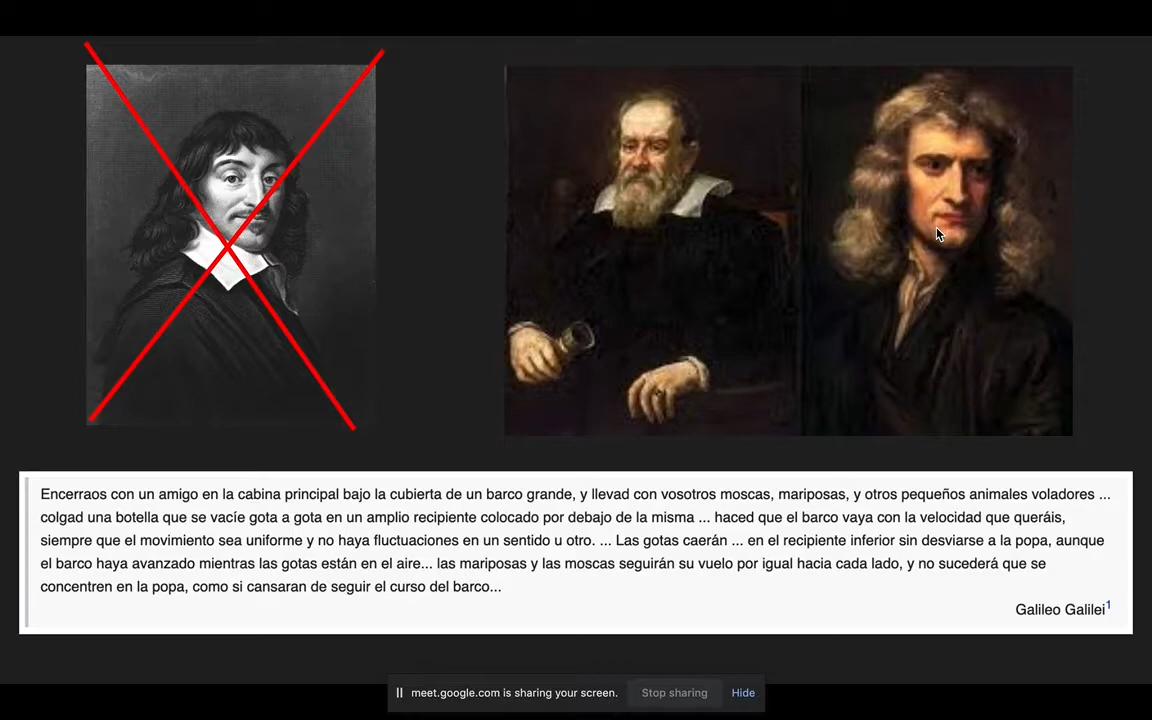 Encerraos con un amigo en la cabina principal bajo la cubierta de un barco grande, y llevad con vosotros moscas, mariposas, y otros pequeños animales voladores ...
colgad una botella que se vacíe gota a gota en un amplio recipiente colocado por debajo de la misma ... haced que el barco vaya con la velocidad que queráis,
siempre que el movimiento sea uniforme y no haya fluctuaciones en un sentido u otro. ... Las gotas caerán ... en el recipiente inferior sin desviarse a la popa, aunque
el barco haya avanzado mientras las gotas están en el aire... las mariposas y las moscas seguirán su vuelo por igual hacia cada lado, y no sucederá que se
concentren en la popa, como si cansaran de seguir el curso del barco...
Galileo Galilei1
meet.google.com is sharing your screen. Stop sharing Hide